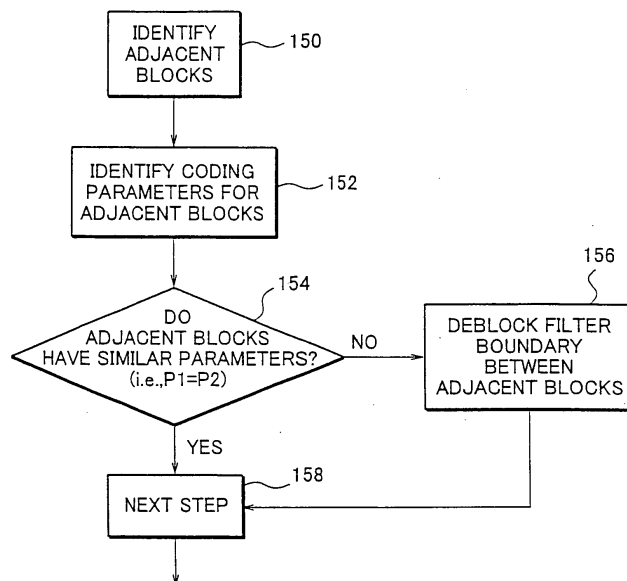 IDENTIFY
ADJACENT
BLOCKS
150
IDENTIFY CODING
PARAMETERS FOR
ADJACENT BLOCKS
152
154
DO
ADJACENT BLOCKS
HAVE SIMILAR PARAMETERS?
(i.e.,P1=P2)
NO
156
DEBLOCK FILTER
BOUNDARY
BETWEEN
ADJACENT BLOCKS
YES
158
NEXT STEP